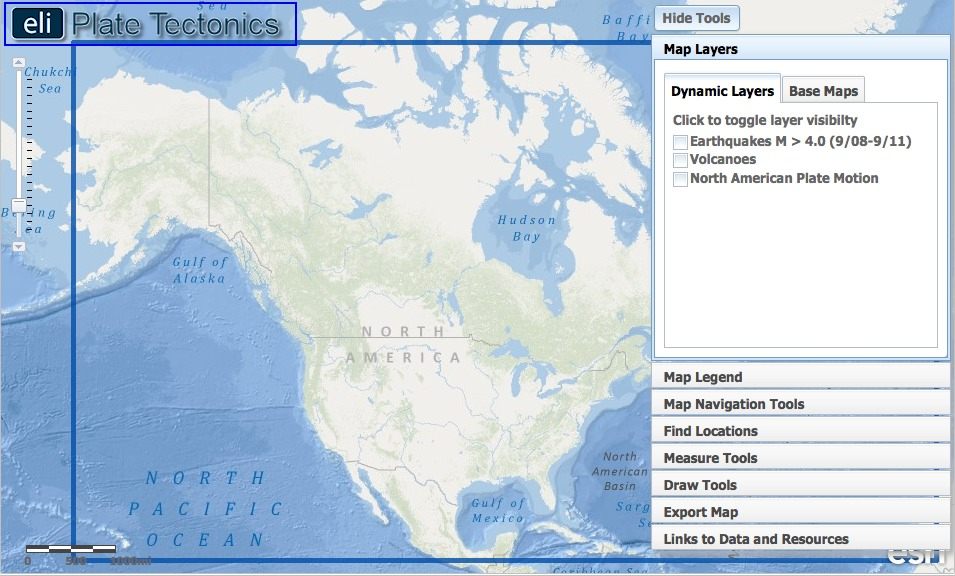 eli Plate Tectonics
Sea
Baffi
Bay
Hide Tools
Map Layers
Chukchi
Sea
Dynamic Layers
Base Maps
Click to toggle layer visibilty
Earthquakes M > 4.0 (9/08-9/11)
Volcanoes
North American Plate Motion
Hudson
Bay
Gulf of
Alaska
NORTH
AMERICA
Map Legend
Map Navigation Tools
Find Locations
Measure Tools
Draw Tools
Export Map
Links to Data and Resources
North
American
Basin
Sarg
Se
Gulf of
Mexico
NORTH
PACIFIC
OCEAN
0 500 1000mi
Caribbean Sea
esri